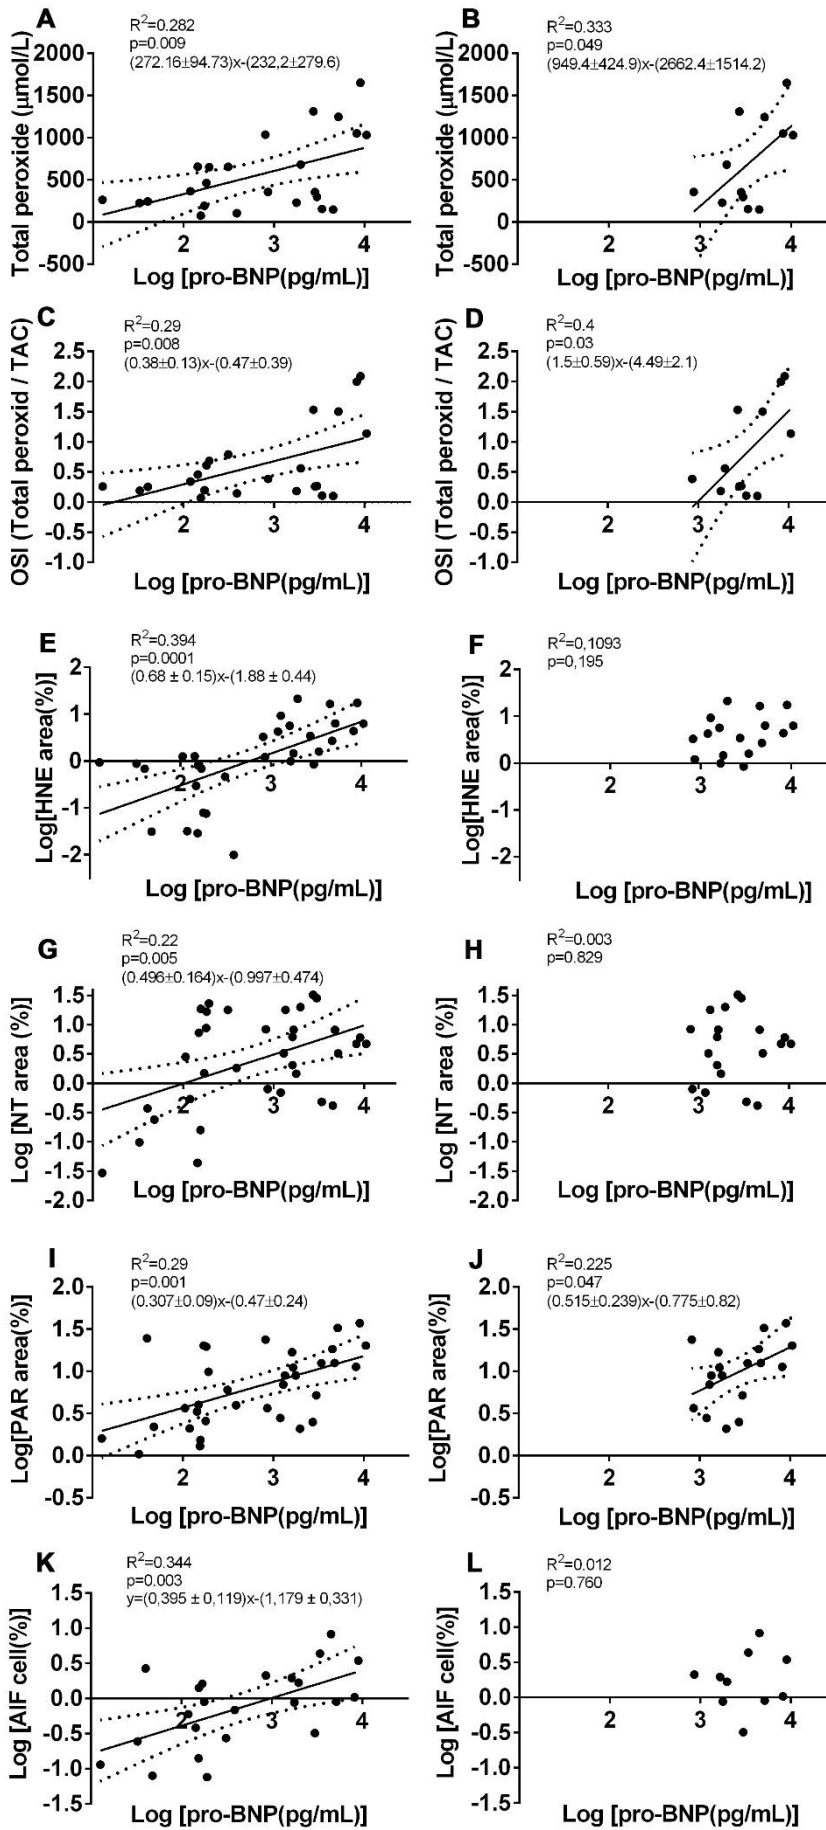 A
R²=0.282
p=0.009
(272.16±94.73)x-(232,2±279.6)
Total peroxide (µmol/L)
2000
1500
1000
500
0
-500
2
3
4
Log [pro-BNP(pg/mL)]
B
R²=0.333
p=0.049
(949.4±424.9)x-(2662.4±1514.2)
Total peroxide (µmol/L)
2000
1500
1000
500
0
-500
2
3
4
Log [pro-BNP(pg/mL)]
C
R²=0.29
p=0.008
(0.38±0.13)x-(0.47±0.39)
OSI (Total peroxid / TAC)
2.5
2.0
1.5
1.0
0.5
0.0
-0.5
-1.0
2
3
4
Log [pro-BNP(pg/mL)]
D
R²=0.4
p=0.03
(1.5±0.59)x-(4.49±2.1)
OSI (Total peroxid / TAC)
2.5
2.0
1.5
1.0
0.5
0.0
-0.5
-1.0
2
3
4
Log [pro-BNP(pg/mL)]
E
R²=0.394
p=0.0001
(0.68 ± 0.15)x-(1.88 ± 0.44)
Log[HNE area(%)]
2
1
0
-1
-2
2
3
4
Log [pro-BNP(pg/mL)]
F
R²=0,1093
p=0,195
Log[HNE area(%)]
2
1
0
-1
-2
2
3
4
Log [pro-BNP(pg/mL)]
G
R²=0.22
p=0.005
(0.496±0.164)x-(0.997±0.474)
Log [NT area (%)]
1.5
1.0
0.5
0.0
-0.5
-1.0
-1.5
-2.0
2
3
4
Log [pro-BNP(pg/mL)]
H
R²=0.003
p=0.829
Log [NT area (%)]
1.5
1.0
0.5
0.0
-0.5
-1.0
-1.5
-2.0
2
3
4
Log [pro-BNP(pg/mL)]
I
R²=0.29
p=0.001
(0.307±0.09)x-(0.47±0.24)
Log[PAR area(%)]
2.0
1.5
1.0
0.5
0.0
-0.5
2
3
4
Log [pro-BNP(pg/mL)]
J
R²=0.225
p=0.047
(0.515±0.239)x-(0.775±0.82)
Log[PAR area(%)]
2.0
1.5
1.0
0.5
0.0
-0.5
2
3
4
Log [pro-BNP(pg/mL)]
K
R²=0.344
p=0.003
y=(0,395 ± 0,119)x-(1,179 ± 0,331)
Log [AIF cell(%)]
1.5
1.0
0.5
0.0
-0.5
-1.0
-1.5
2
3
4
Log [pro-BNP(pg/mL)]
L
R²=0.012
p=0.760
Log [AIF cell(%)]
1.5
1.0
0.5
0.0
-0.5
-1.0
-1.5
2
3
4
Log [pro-BNP(pg/mL)]